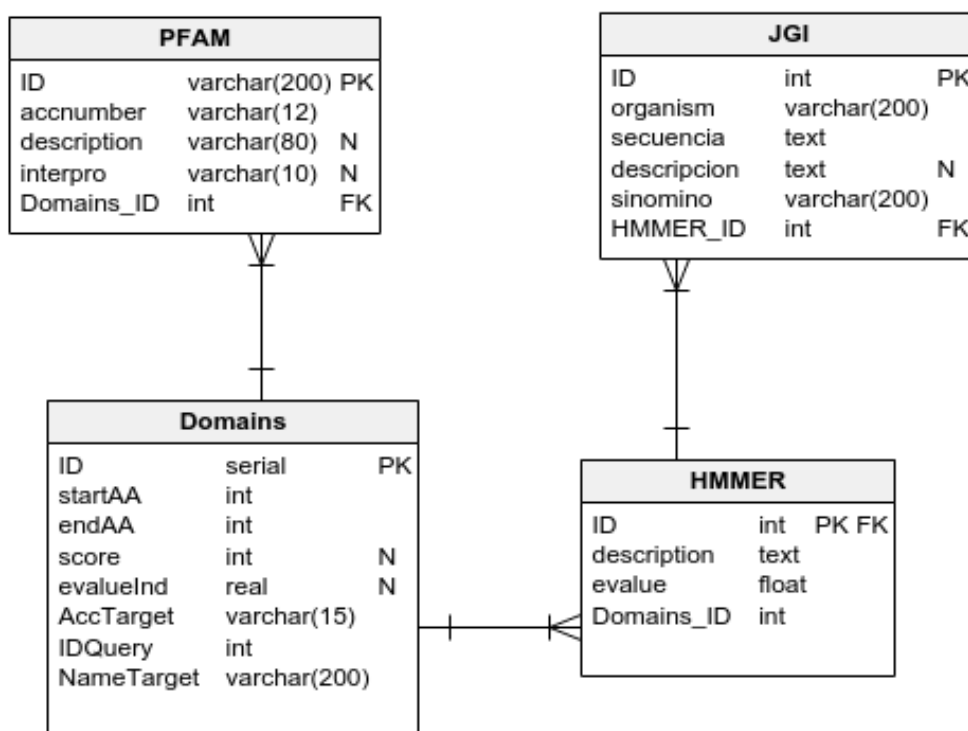 PFAM
ID varchar(200) PK
accnumber varchar(12)
description varchar(80) N
interpro varchar(10) N
Domains_ID int FK
JGI
ID int PK
organism varchar(200)
secuencia text
descripcion text N
sinomino varchar(200)
HMMER_ID int FK
Domains
ID serial PK
startAA int
endAA int
score int N
evalueInd real N
AccTarget varchar(15)
IDQuery int
NameTarget varchar(200)
HMMER
ID int PK FK
description text
evalue float
Domains_ID int